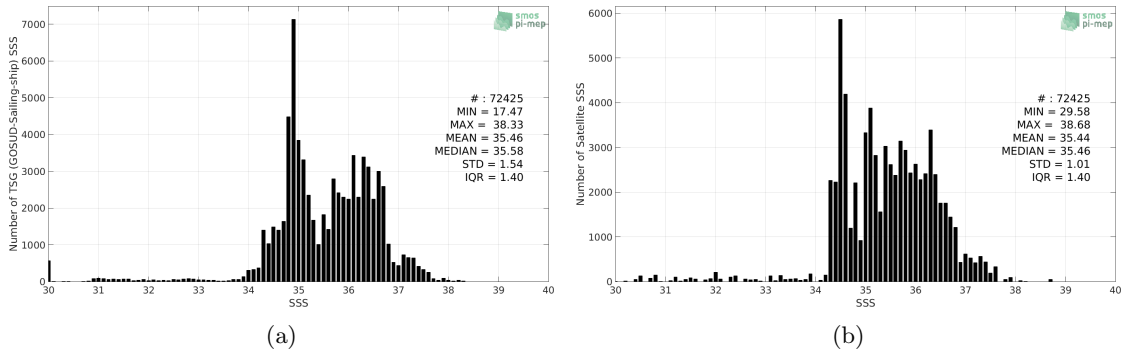 Number of TSG (GOSUD-Sailing-ship) SSS
7000
6000
5000
4000
3000
2000
1000
0
30 31 32 33 34 35 36 37 38 39 40
SSS
smos
pi-mep
# : 72425
MIN = 17.47
MAX = 38.33
MEAN = 35.46
MEDIAN = 35.58
STD = 1.54
IQR = 1.40
(a)
Number of Satellite SSS
6000
5000
4000
3000
2000
1000
0
30 31 32 33 34 35 36 37 38 39 40
SSS
smos
pi-mep
# : 72425
MIN = 29.58
MAX = 38.68
MEAN = 35.44
MEDIAN = 35.46
STD = 1.01
IQR = 1.40
(b)